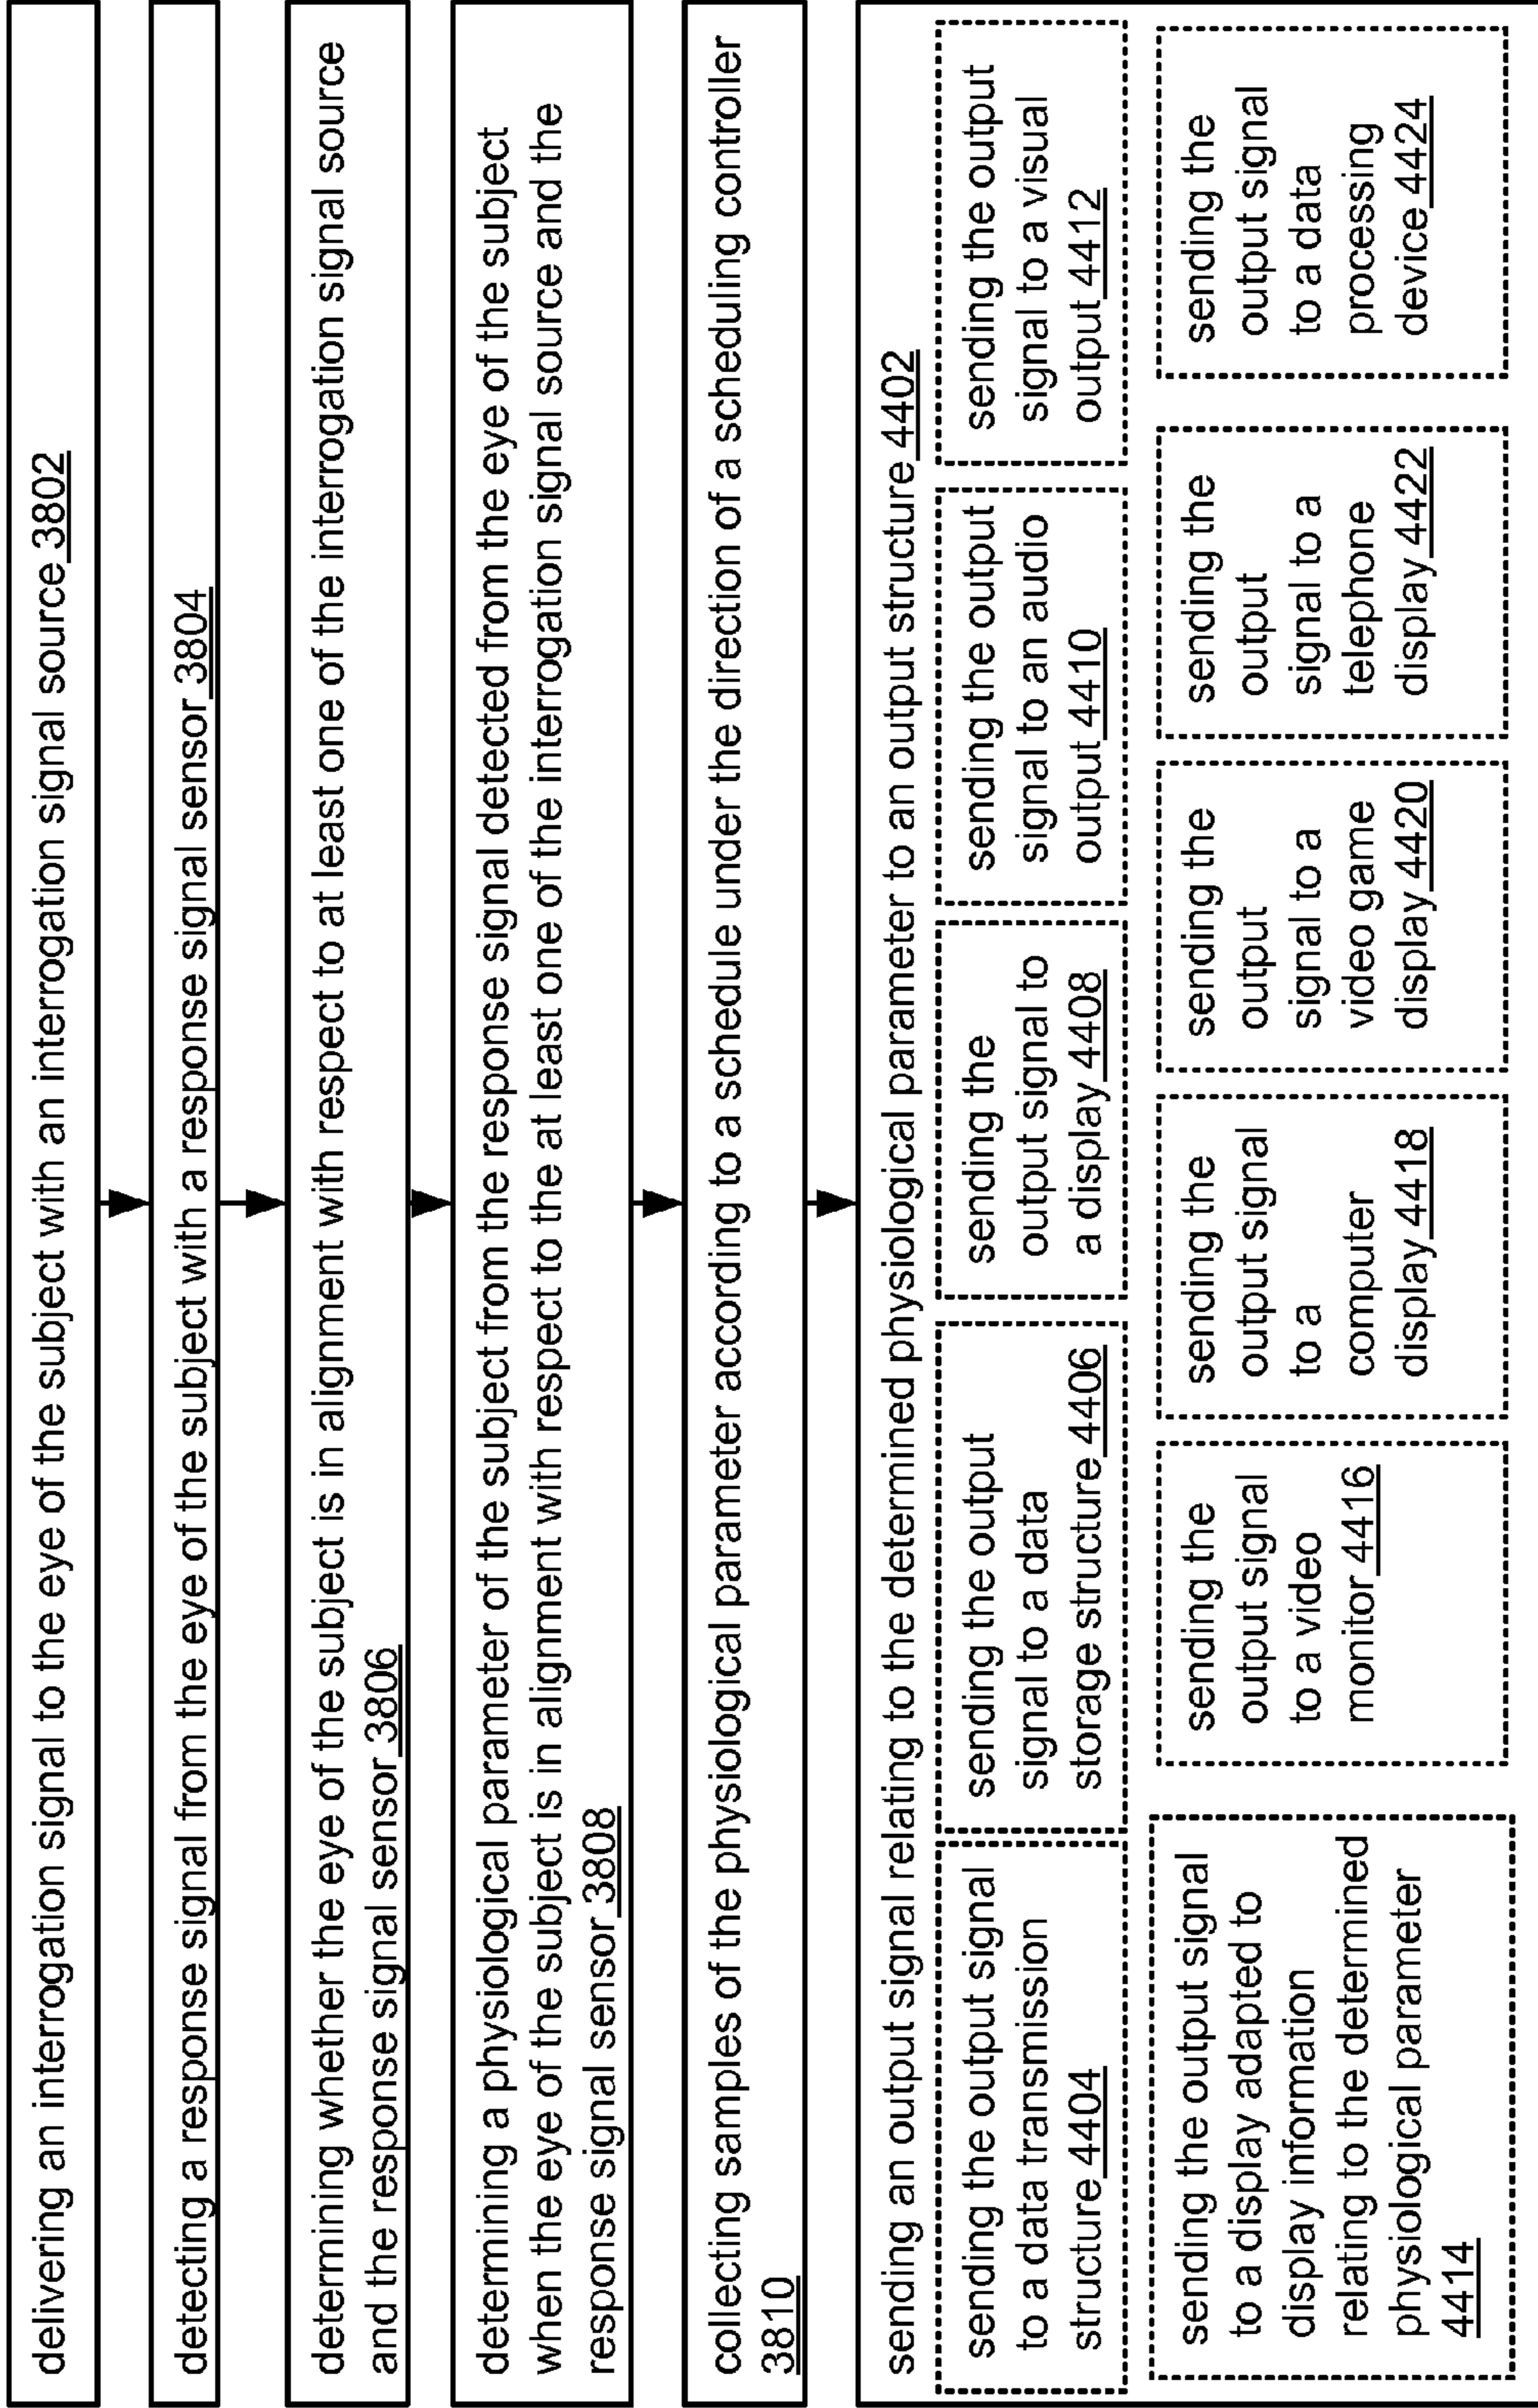 delivering an interrogation signal to the eye of the subject with an interrogation signal source 3802
detecting a response signal from the eye of the subject with a response signal sensor 3804
determining whether the eye of the subject is in alignment with respect to at least one of the interrogation signal source
and the response signal sensor 3806
determining a physiological parameter of the subject from the response signal detected from the eye of the subject
when the eye of the subject is in alignment with respect to the at least one of the interrogation signal source and the
response signal sensor 3808
collecting samples of the physiological parameter according to a schedule under the direction of a scheduling controller
3810
sending an output signal relating to the determined physiological parameter to an output structure 4402
sending the output signal
to a data transmission
structure 4404
sending the output
signal to a data
storage structure 4406
sending the
output signal to
a display 4408
sending the output
signal to an audio
output 4410
sending the output
signal to a visual
output 4412
sending the output signal
to a display adapted to
display information
relating to the determined
physiological parameter
4414
sending the
output signal
to a video
monitor 4416
sending the
output signal
to a
computer
display 4418
sending the
output
signal to a
video game
display 4420
sending the
output
signal to a
telephone
display 4422
sending the
output signal
to a data
processing
device 4424